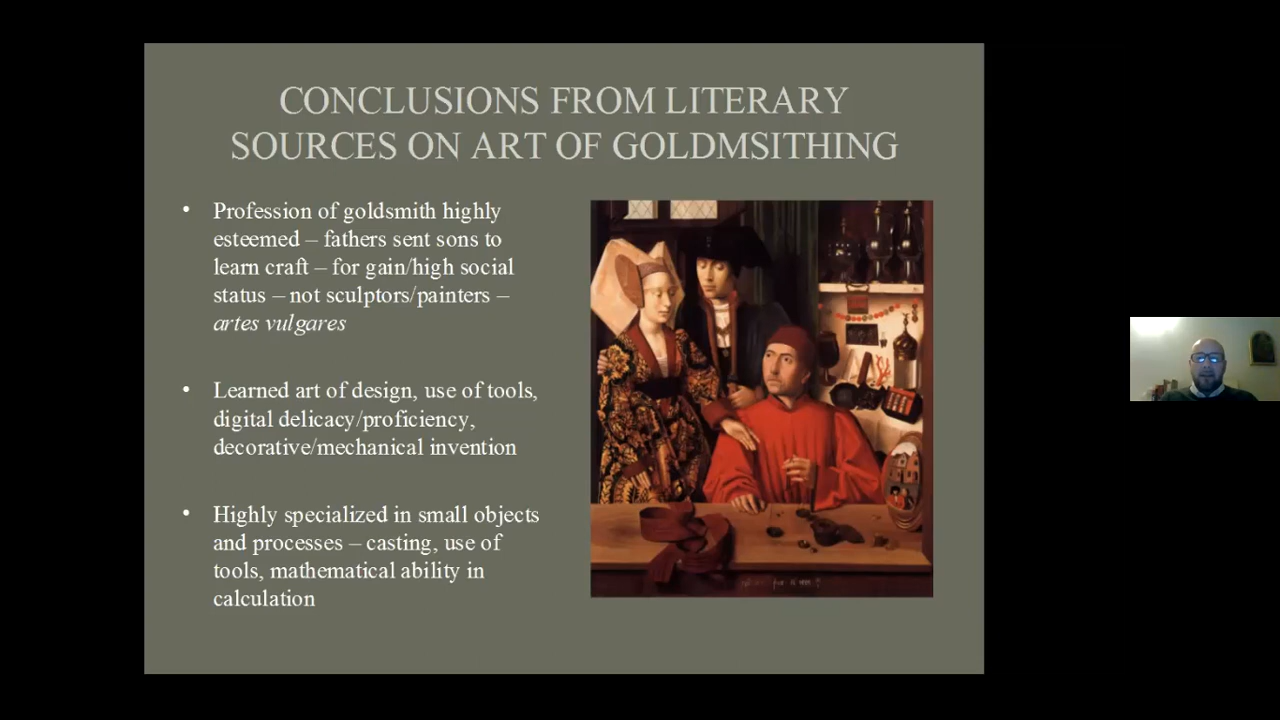 CONCLUSIONS FROM LITERARY
SOURCES ON ART OF GOLDMSITHING
• Profession of goldsmith highly
esteemed – fathers sent sons to
learn craft – for gain/high social
status – not sculptors/painters –
artes vulgares
• Learned art of design, use of tools,
digital delicacy/proficiency,
decorative/mechanical invention
• Highly specialized in small objects
and processes – casting, use of
tools, mathematical ability in
calculation